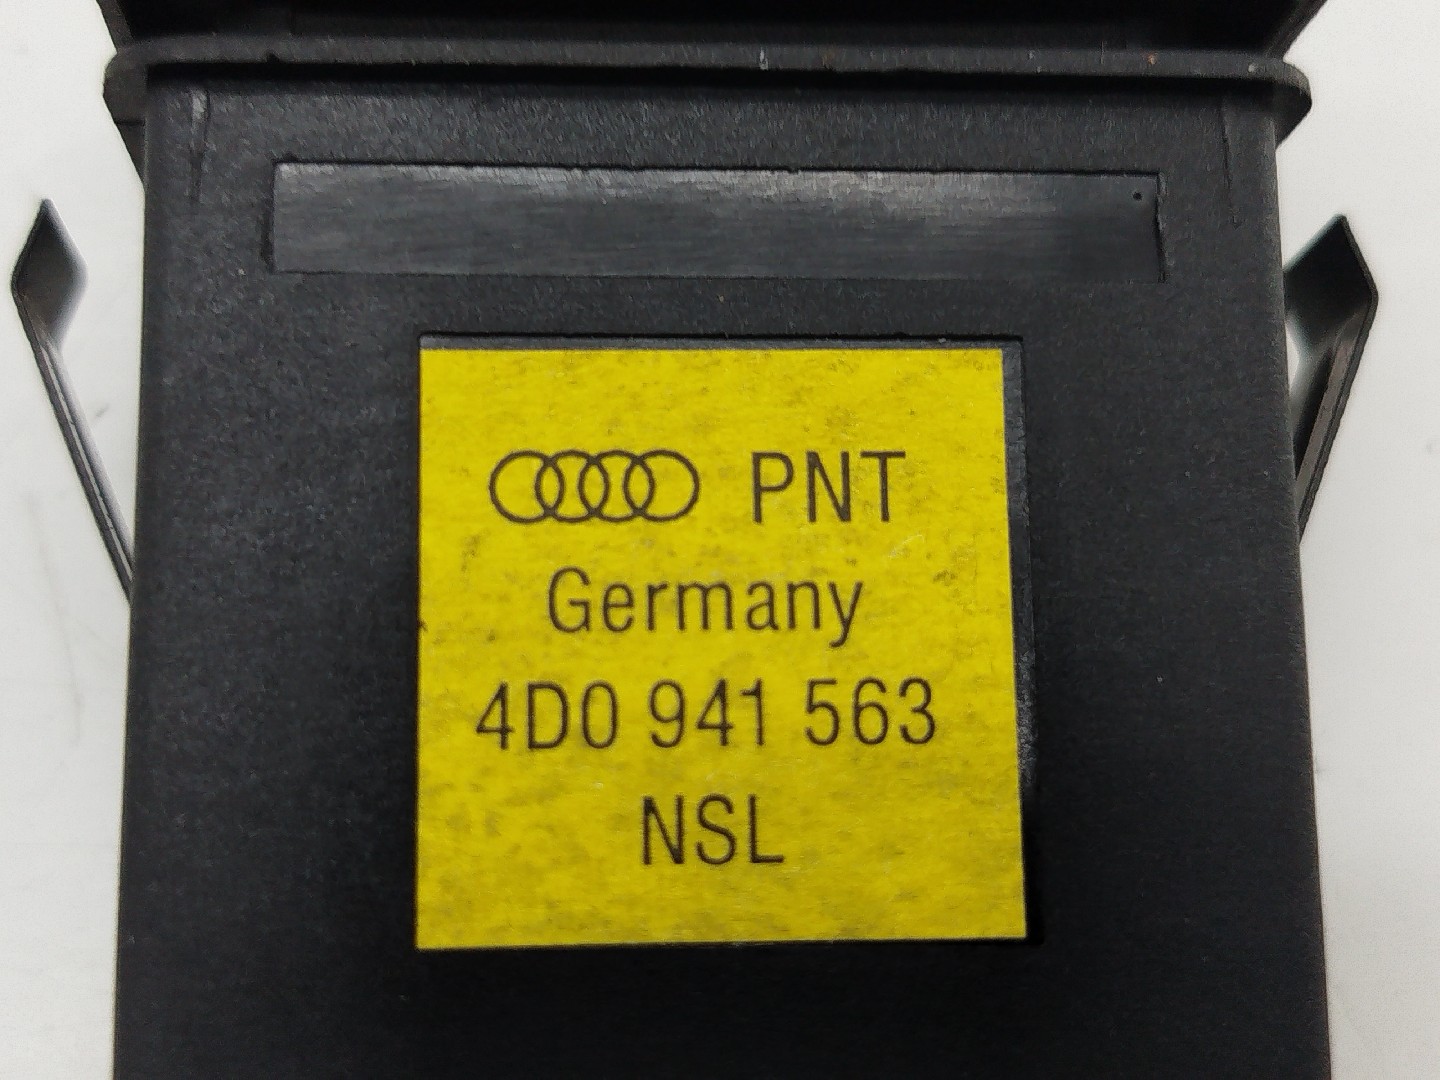 PNT
Germany
4D0 941 563
NSL